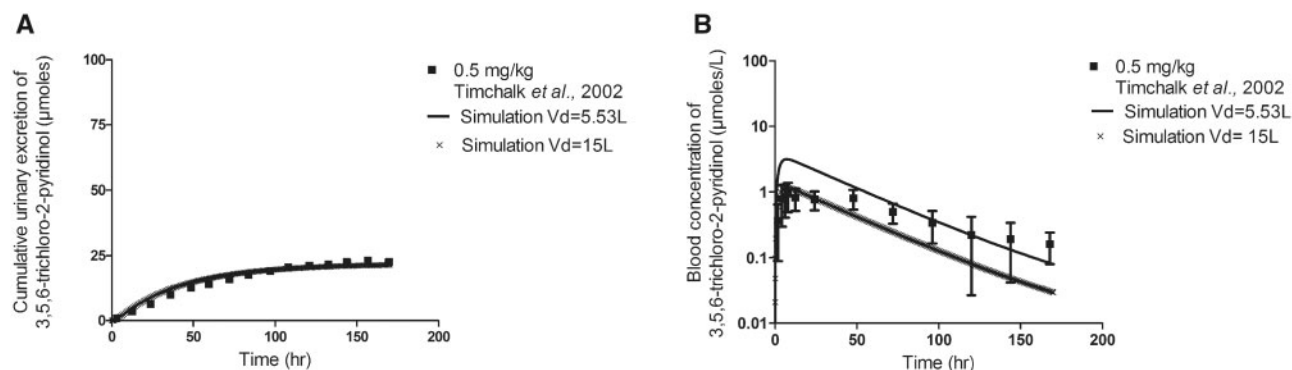 A
Cumulative urinary excretion of
3,5,6-trichloro-2-pyridinol (μmoles)
100
75
50
25
0
0
50
100
150
200
Time (hr)
0.5 mg/kg
Timchalk et al., 2002
Simulation Vd=5.53L
Simulation Vd=15L
B
Blood concentration of
3,5,6-trichloro-2-pyridinol (μmoles/L)
100
10
1
0.1
0.01
0
50
100
150
200
Time (hr)
0.5 mg/kg
Timchalk et al., 2002
Simulation Vd=5.53L
Simulation Vd= 15L